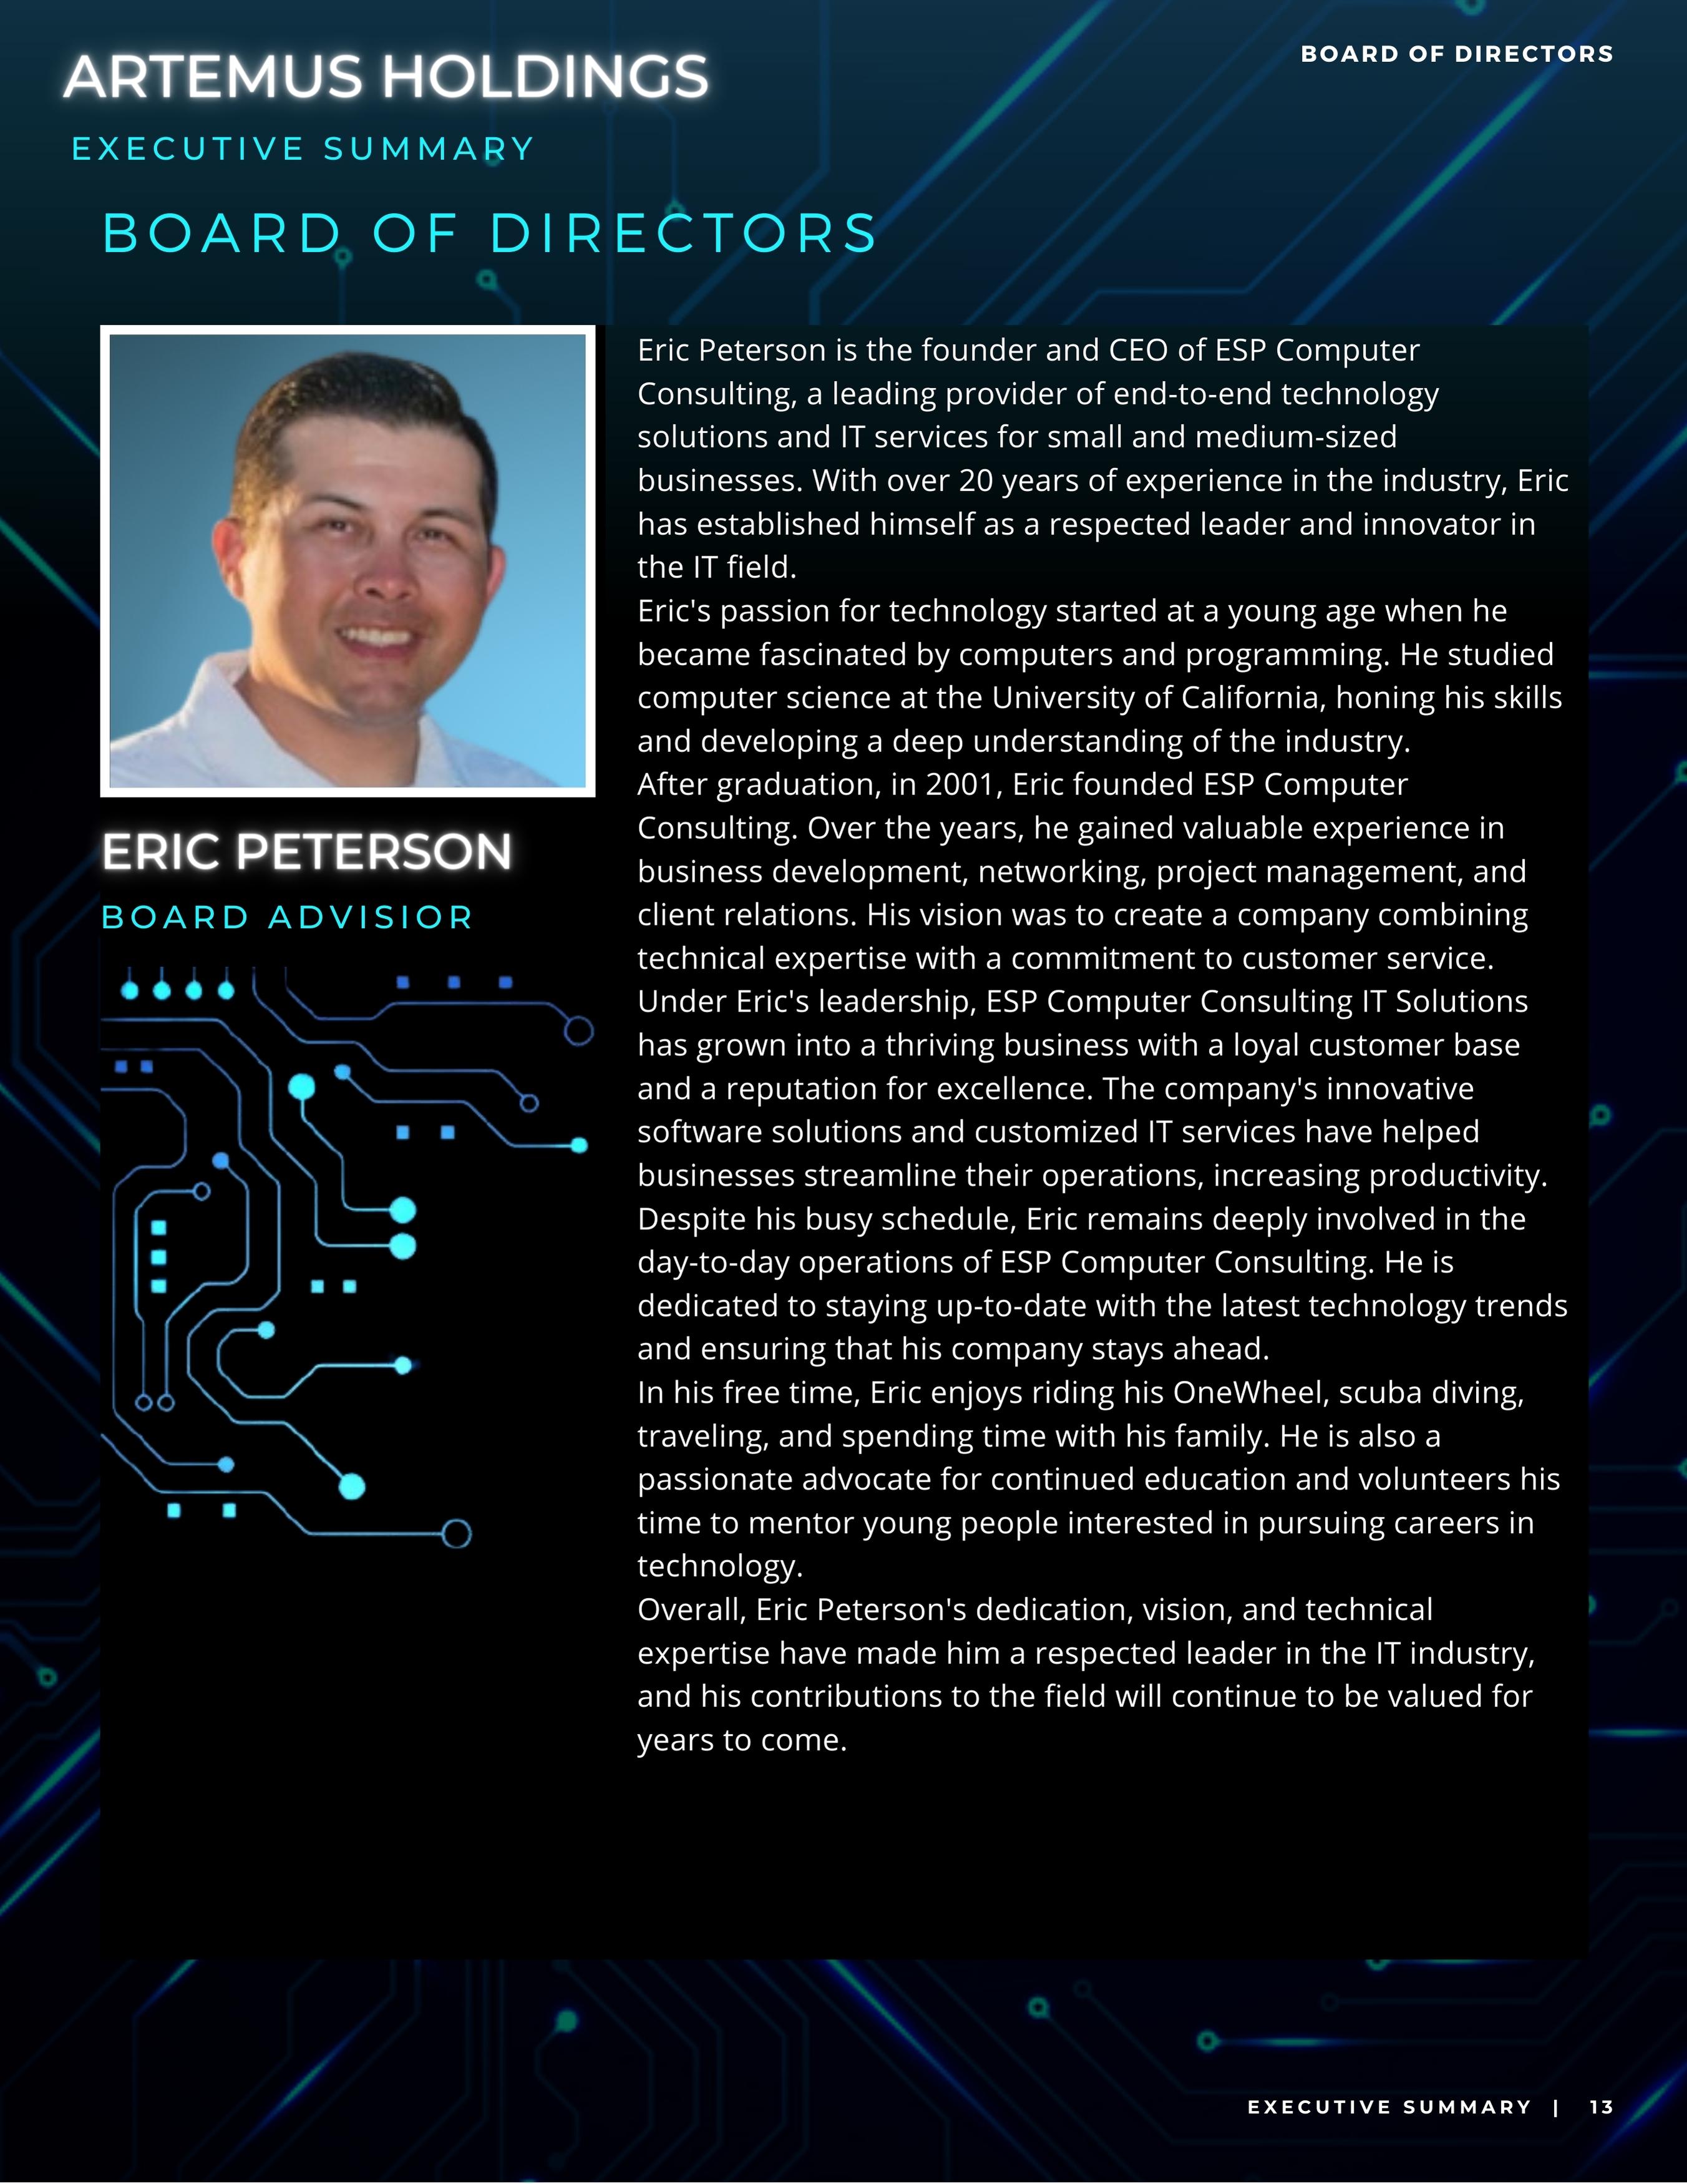 ARTEMUS HOLDINGS
BOARD OF DIRECTORS
EXECUTIVE SUMMARY
BOARD OF DIRECTORS
Eric Peterson is the founder and CEO of ESP Computer
Consulting, a leading provider of end-to-end technology
solutions and IT services for small and medium-sized
businesses. With over 20 years of experience in the industry, Eric
has established himself as a respected leader and innovator in
the IT field.
Eric's passion for technology started at a young age when he
became fascinated by computers and programming. He studied
computer science at the University of California, honing his skills
and developing a deep understanding of the industry.
After graduation, in 2001, Eric founded ESP Computer
Consulting. Over the years, he gained valuable experience in
business development, networking, project management, and
client relations. His vision was to create a company combining
technical expertise with a commitment to customer service.
Under Eric's leadership, ESP Computer Consulting IT Solutions
has grown into a thriving business with a loyal customer base
and a reputation for excellence. The company's innovative
software solutions and customized IT services have helped
businesses streamline their operations, increasing productivity.
Despite his busy schedule, Eric remains deeply involved in the
day-to-day operations of ESP Computer Consulting. He is
dedicated to staying up-to-date with the latest technology trends
and ensuring that his company stays ahead.
In his free time, Eric enjoys riding his OneWheel, scuba diving,
traveling, and spending time with his family. He is also a
passionate advocate for continued education and volunteers his
time to mentor young people interested in pursuing careers in
technology.
Overall, Eric Peterson's dedication, vision, and technical
expertise have made him a respected leader in the IT industry,
and his contributions to the field will continue to be valued for
years to come.
ERIC PETERSON
BOARD ADVISIOR
EXECUTIVE SUMMARY | 13